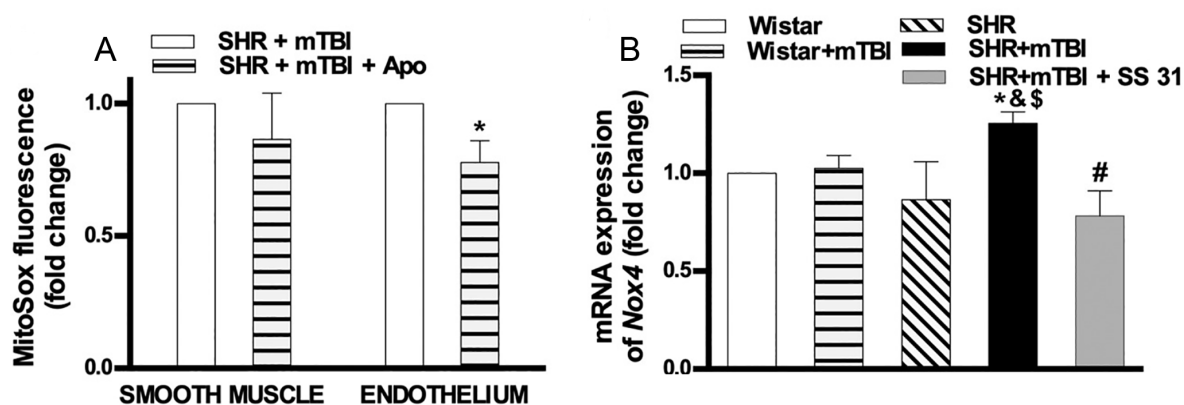 A
SHR + mTBI
SHR + mTBI + Apo
MitoSox fluorescence
(fold change)
1.0
0.5
0.0
*
SMOOTH MUSCLE
ENDOTHELIUM
B
Wistar
Wistar+mTBI
SHR
SHR+mTBI
SHR+mTBI + SS 31
mRNA expression
of Nox4 (fold change)
1.5
1.0
0.5
0.0
*&$
#